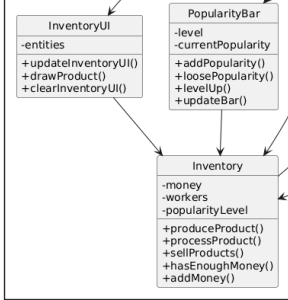 InventoryUI
-entities
+updateInventoryUI()
+drawProduct()
+clearInventoryUI()
PopularityBar
-level
-currentPopularity
+addPopularity()
+loosePopularity()
+levelUp()
+updateBar()
Inventory
-money
-workers
-popularityLevel
+produceProduct()
+processProduct()
+sellProducts()
+hasEnoughMoney()
+addMoney()